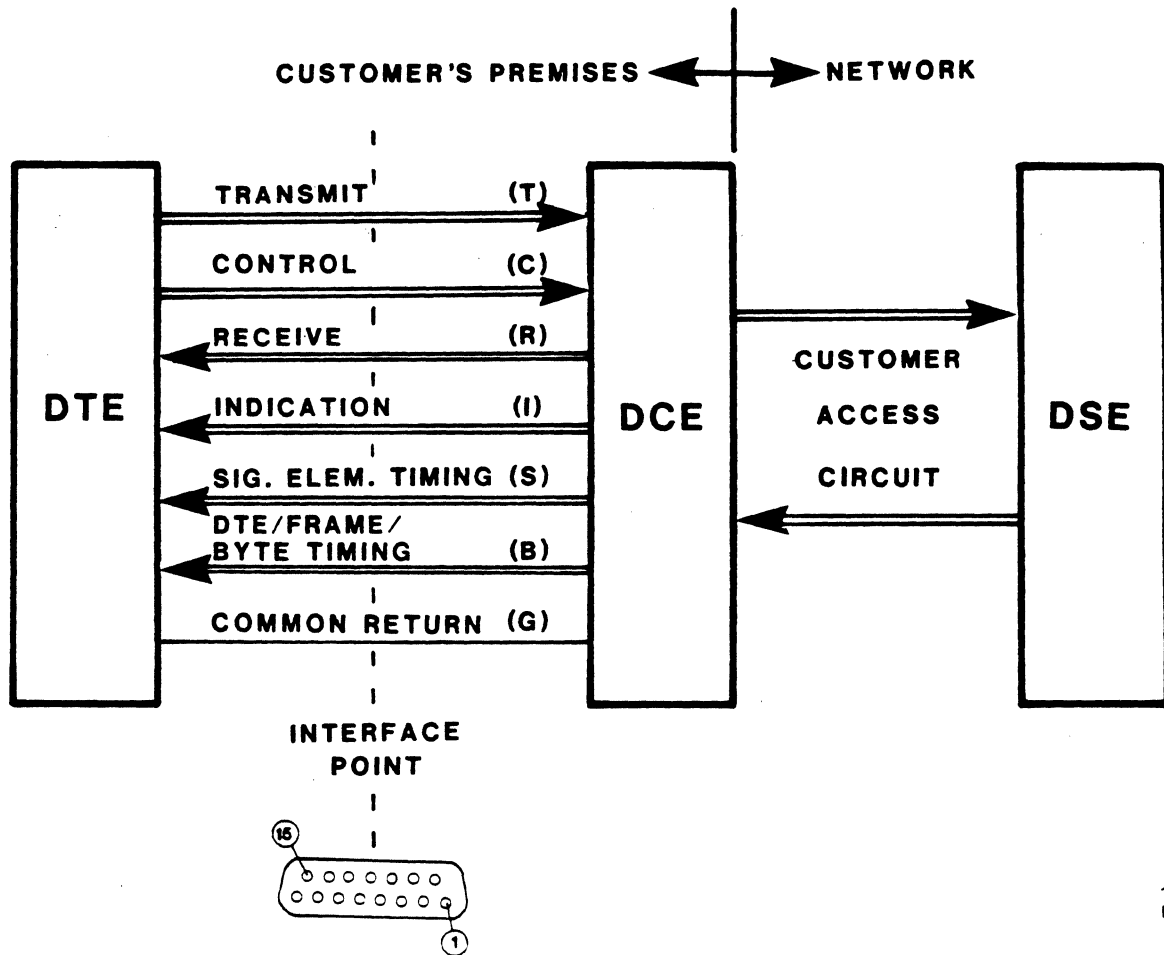 CUSTOMER'S PREMISES
NETWORK
TRANSMIT (T)
CONTROL (C)
RECEIVE (R)
INDICATION (I)
SIG. ELEM. TIMING (S)
DTE/FRAME/
BYTE TIMING (B)
COMMON RETURN (G)
DTE
DCE
DSE
CUSTOMER
ACCESS
CIRCUIT
INTERFACE
POINT
15
1